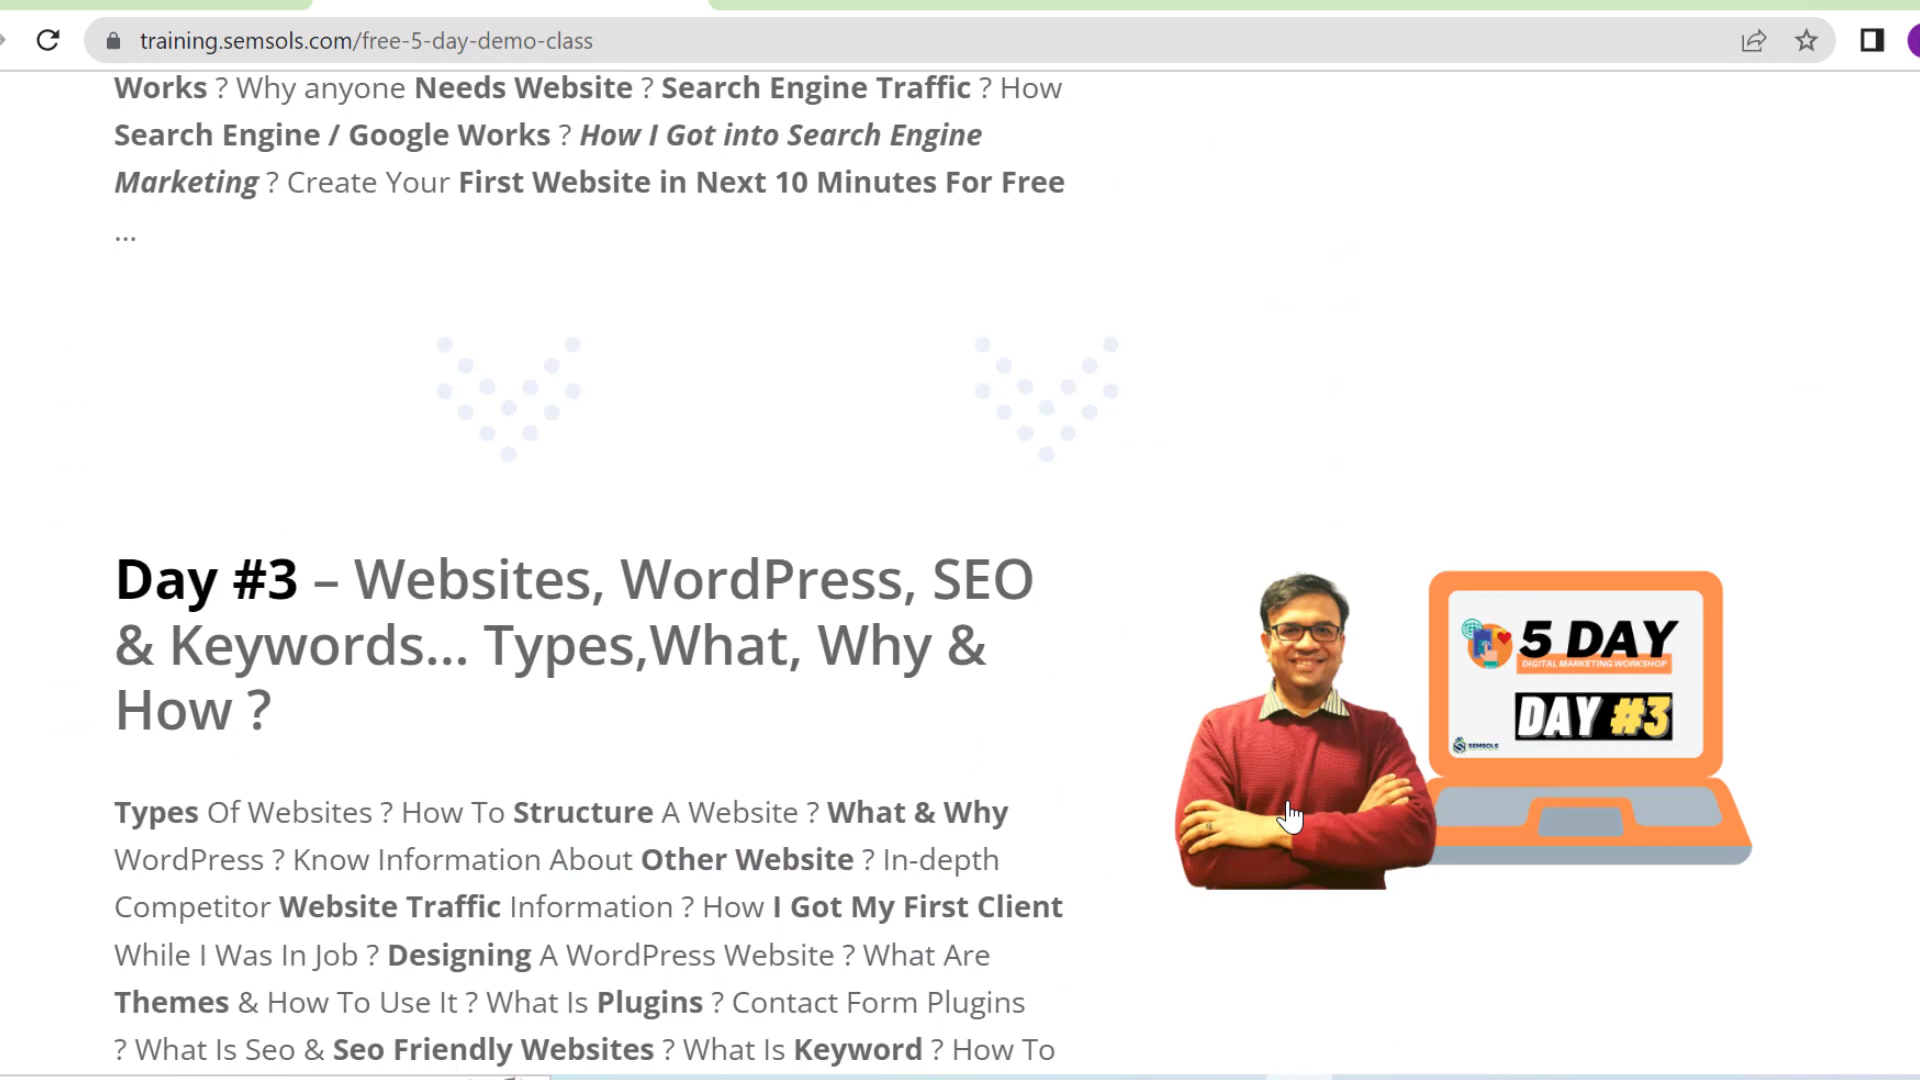 training.semsols.com/free-5-day-demo-class
Works ? Why anyone Needs Website ? Search Engine Traffic ? How
Search Engine / Google Works ? How I Got into Search Engine
Marketing ? Create Your First Website in Next 10 Minutes For Free
...
Day #3 – Websites, WordPress, SEO
& Keywords... Types,What, Why &
How ?
Types Of Websites ? How To Structure A Website ? What & Why
WordPress ? Know Information About Other Website ? In-depth
Competitor Website Traffic Information ? How I Got My First Client
While I Was In Job ? Designing A WordPress Website ? What Are
Themes & How To Use It ? What Is Plugins ? Contact Form Plugins
? What Is Seo & Seo Friendly Websites ? What Is Keyword ? How To
5 DAY
DIGITAL MARKETING WORKSHOP
DAY #3
SEMSOLS